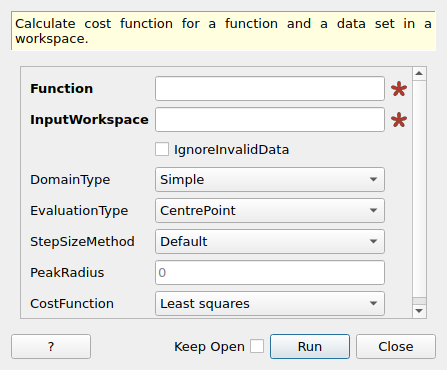 Calculate cost function for a function and a data set in a
workspace.
Function
InputWorkspace
IgnoreInvalidData
DomainType Simple
EvaluationType CentrePoint
StepSizeMethod Default
PeakRadius 0
CostFunction Least squares
? Keep Open Run Close